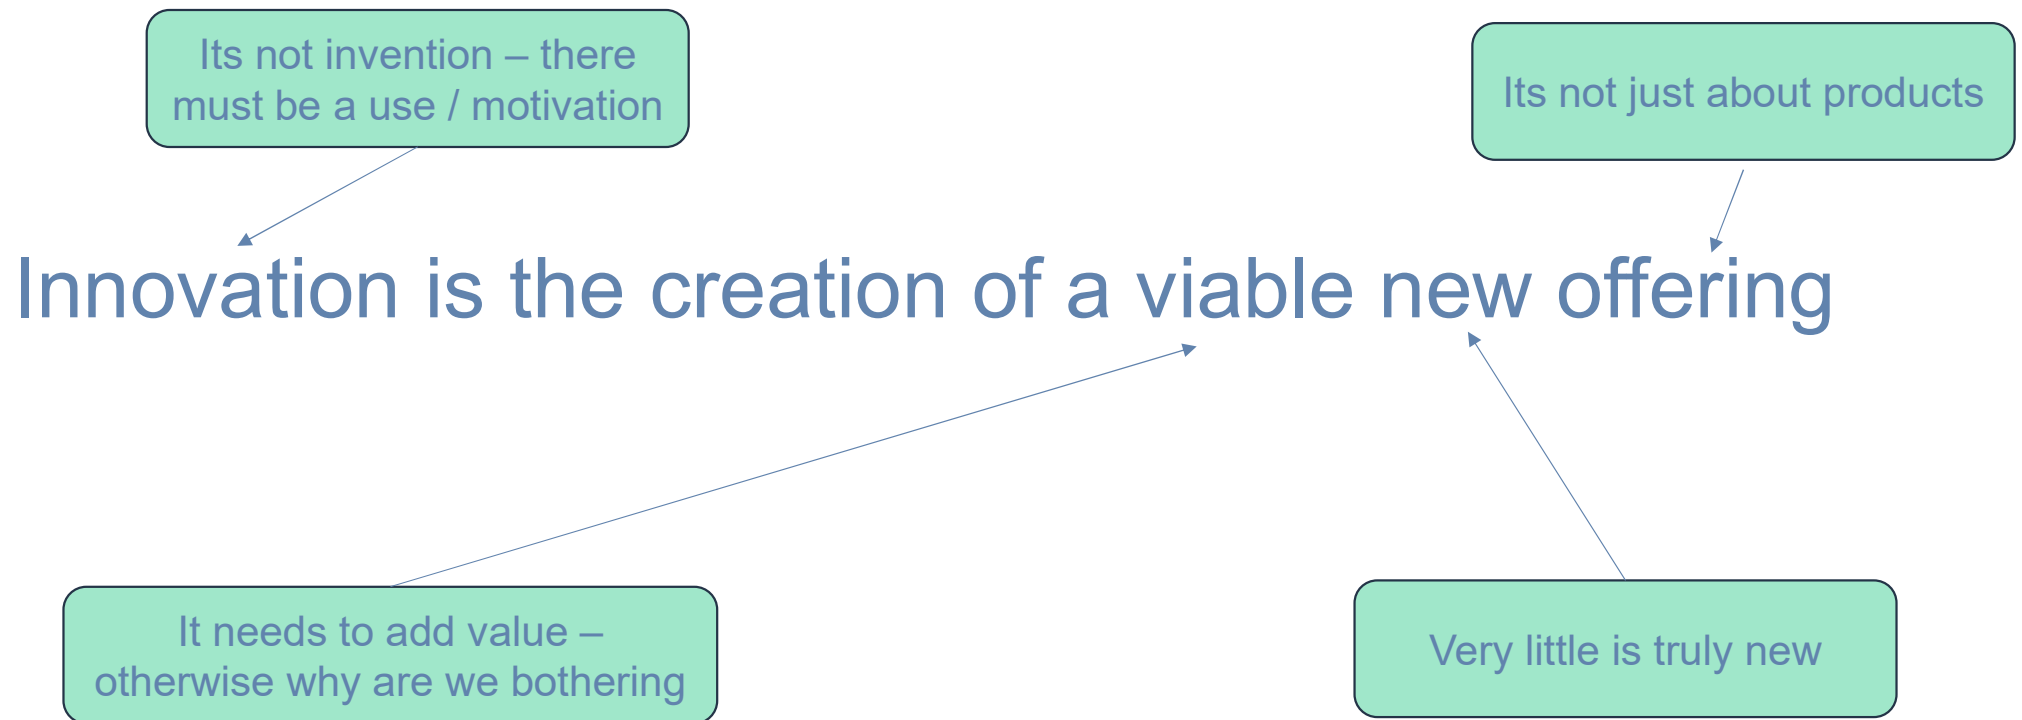 Its not invention – there
must be a use / motivation
Its not just about products
Innovation is the creation of a viable new offering
It needs to add value –
otherwise why are we bothering
Very little is truly new